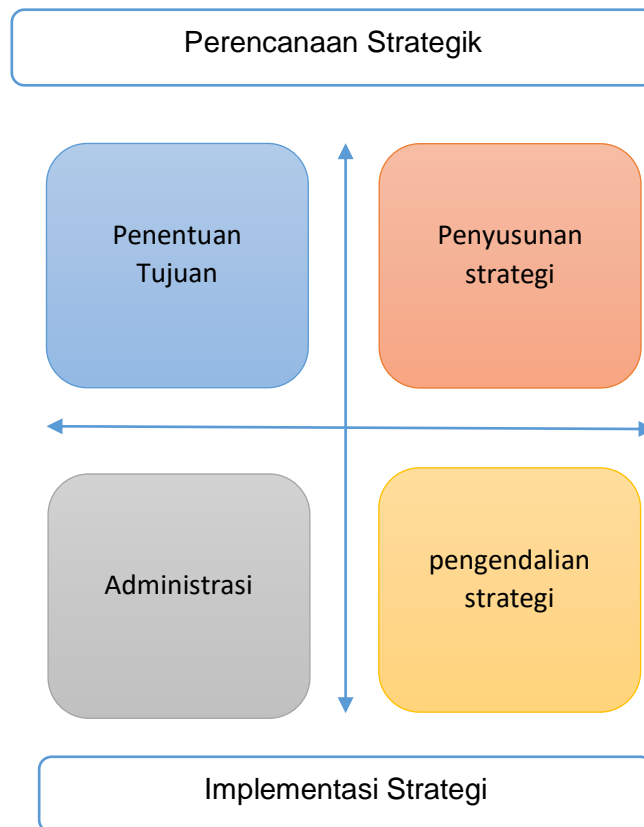 Perencanaan Strategik
Penentuan
Tujuan
Penyusunan
strategi
Administrasi
pengendalian
strategi
Implementasi Strategi